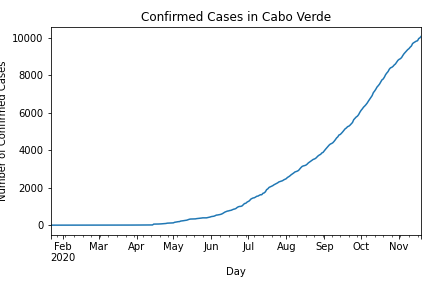 Confirmed Cases in Cabo Verde
Number of Confirmed Cases
10000
8000
6000
4000
2000
0
Feb Mar Apr May Jun Jul Aug Sep Oct Nov
2020
Day